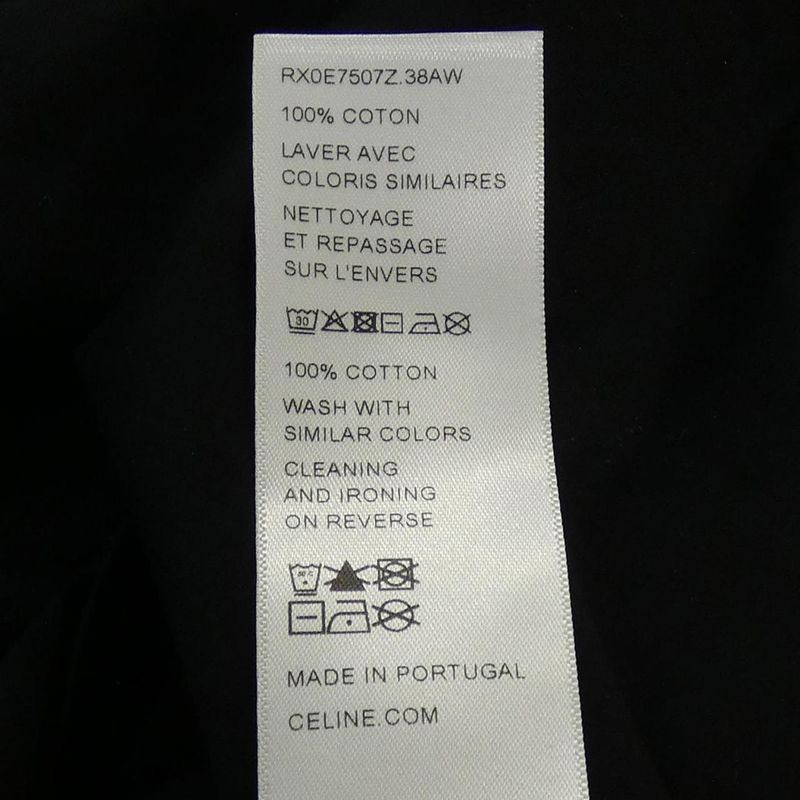 RX0E7507Z.38AW
100% COTON
LAVER AVEC
COLORIS SIMILAIRES
NETTOYAGE
ET REPASSAGE
SUR L'ENVERS
30
100% COTTON
WASH WITH
SIMILAR COLORS
CLEANING
AND IRONING
ON REVERSE
MADE IN PORTUGAL
CELINE.COM